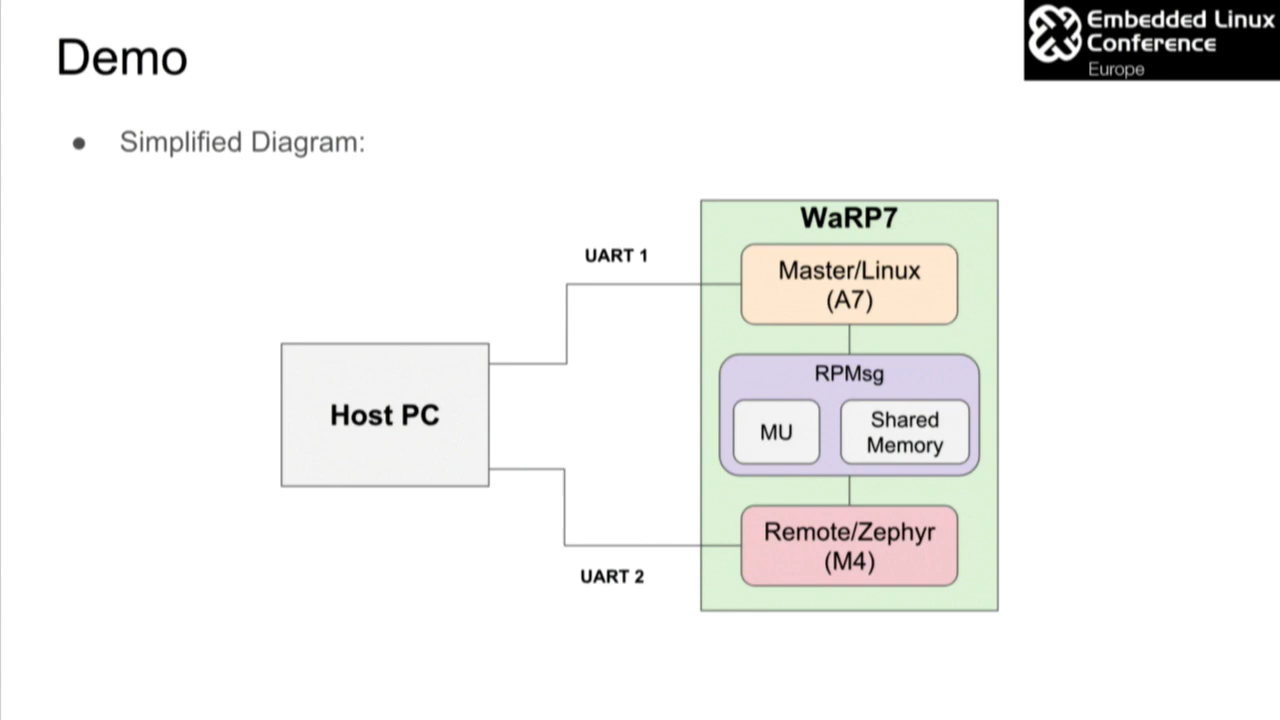 Demo
Embedded Linux
Conference
Europe
● Simplified Diagram:
WaRP7
UART 1
Master/Linux
(A7)
RPMsg
Host PC
MU
Shared
Memory
Remote/Zephyr
(M4)
UART 2